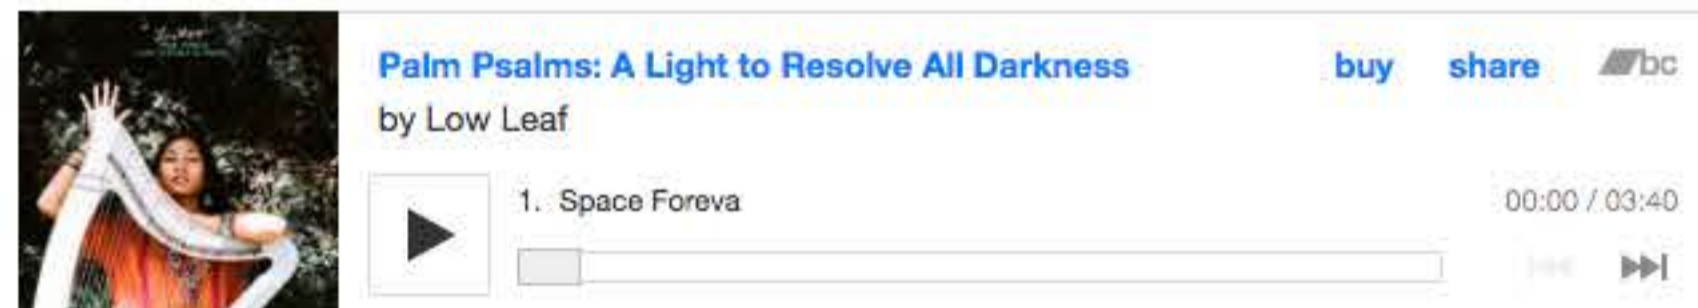 Palm Psalms: A Light to Resolve All Darkness
buy share bc
by Low Leaf
1. Space Foreva
00:00 / 03:40